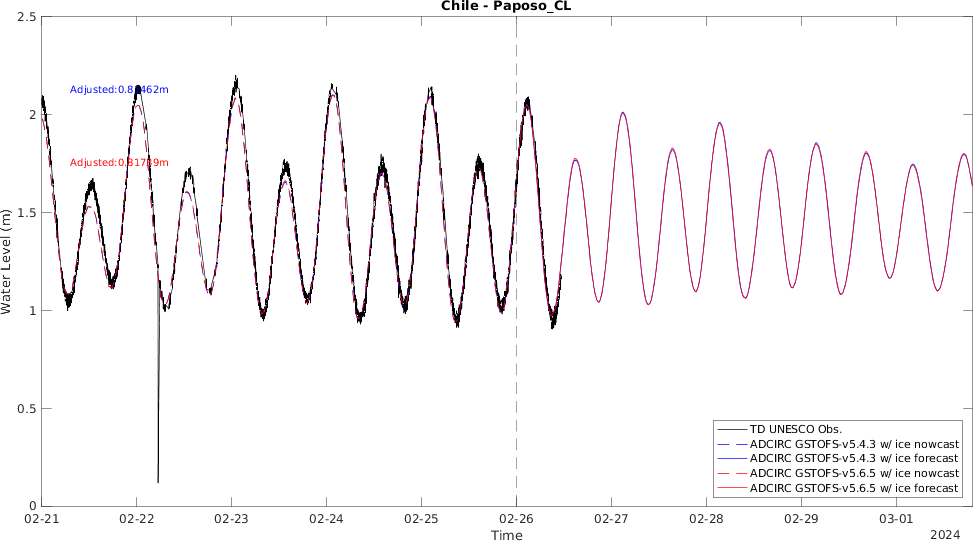 Chile - Paposo_CL
2.5
2
1.5
1
0.5
0
Water Level (m)
Adjusted:0.8 462m
Adjusted:0.81789m
TD UNESCO Obs.
ADCIRC GSTOFS-v5.4.3 w/ ice nowcast
ADCIRC GSTOFS-v5.4.3 w/ ice forecast
ADCIRC GSTOFS-v5.6.5 w/ ice nowcast
ADCIRC GSTOFS-v5.6.5 w/ ice forecast
02-21 02-22 02-23 02-24 02-25 02-26 02-27 02-28 02-29 03-01
Time
2024